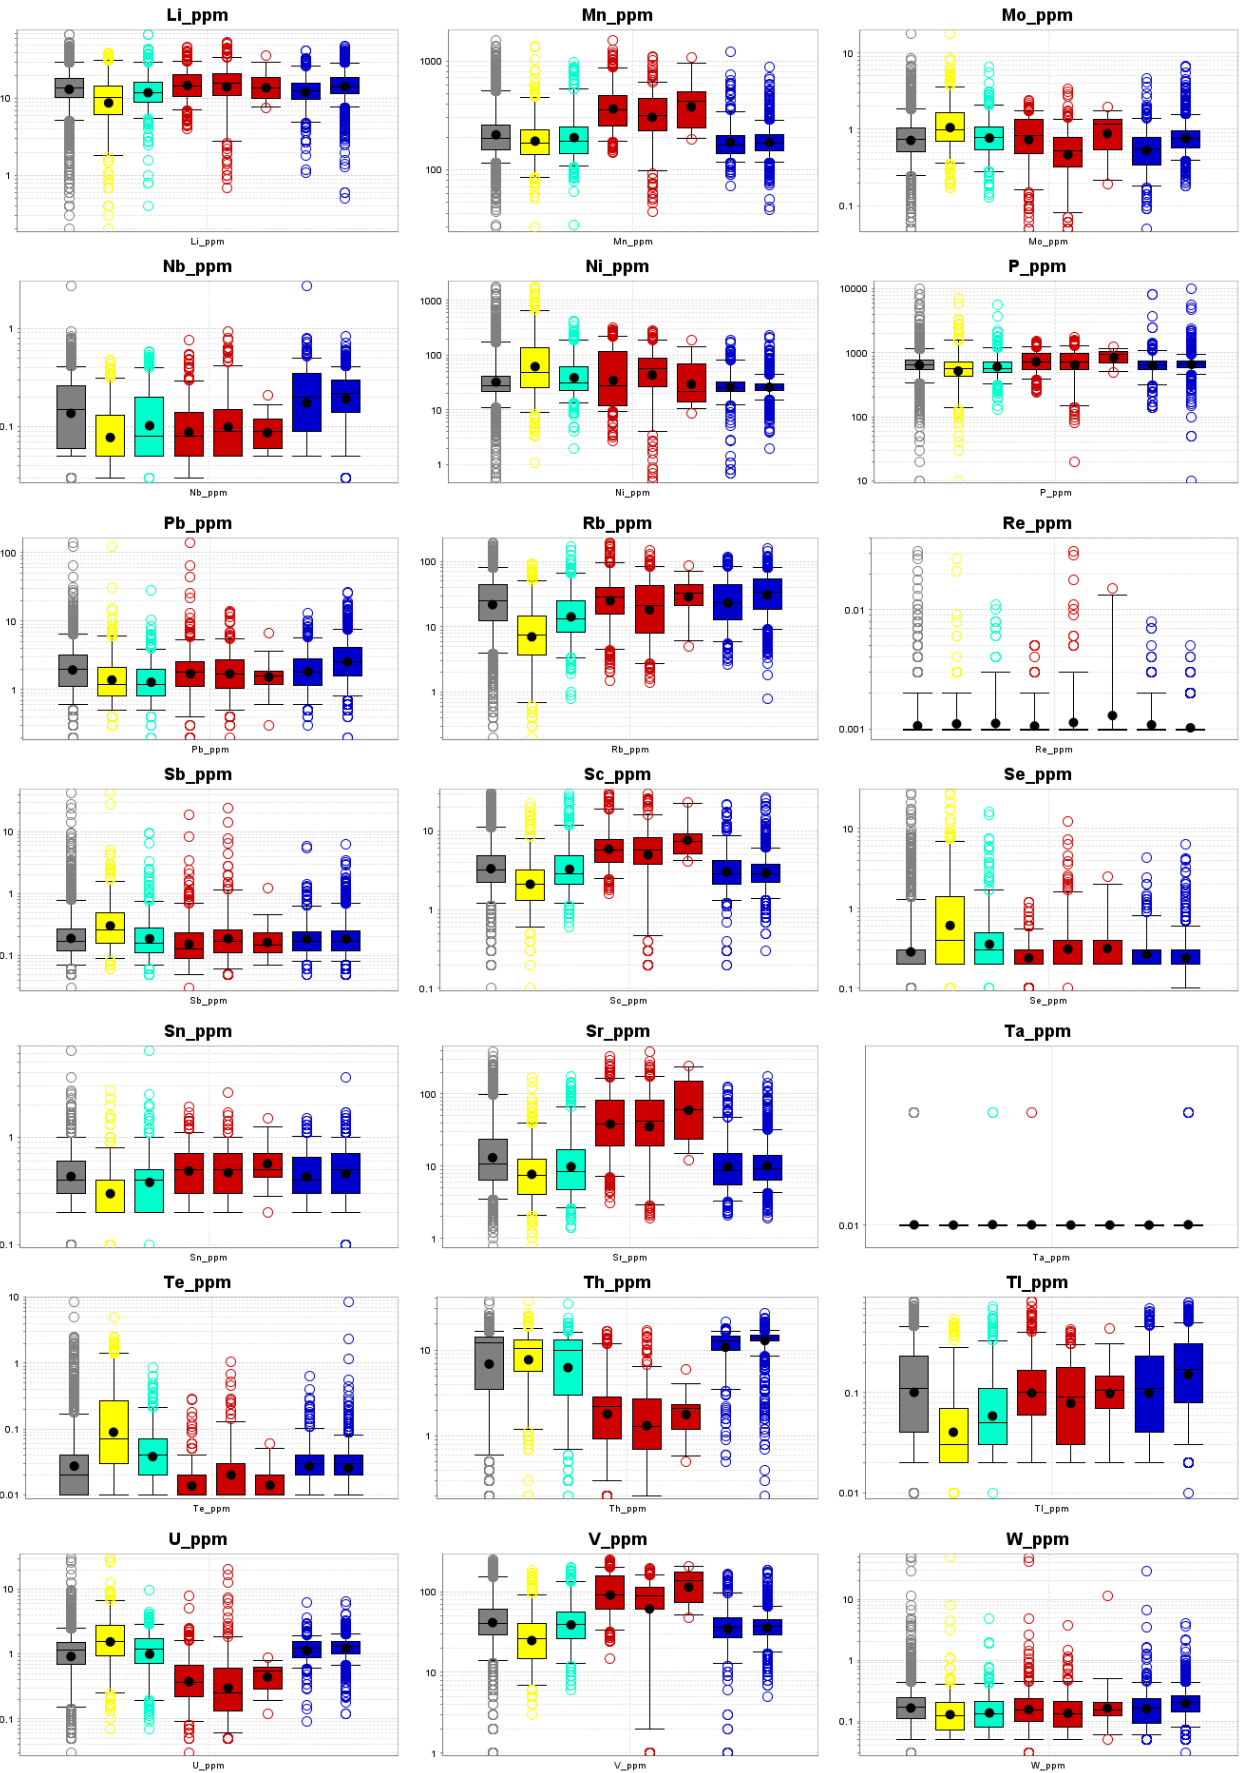 Li_ppm Mn_ppm Mo_ppm
10
1
Li_ppm
1000
100
Mn_ppm
10
1
0.1
Mo_ppm
Nb_ppm Ni_ppm P_ppm
1
0.1
Nb_ppm
1000
100
10
1
Ni_ppm
10000
1000
100
10
P_ppm
Pb_ppm Rb_ppm Re_ppm
100
10
1
Pb_ppm
100
10
1
Rb_ppm
0.01
0.001
Re_ppm
Sb_ppm Sc_ppm Se_ppm
10
1
0.1
Sb_ppm
10
1
0.1
Sc_ppm
10
1
0.1
Se_ppm
Sn_ppm Sr_ppm Ta_ppm
1
0.1
Sn_ppm
100
10
1
Sr_ppm
0.01
Ta_ppm
Te_ppm Th_ppm Tl_ppm
10
1
0.1
0.01
Te_ppm
10
1
Th_ppm
0.1
0.01
Tl_ppm
U_ppm V_ppm W_ppm
10
1
0.1
U_ppm
100
10
1
V_ppm
10
1
0.1
W_ppm